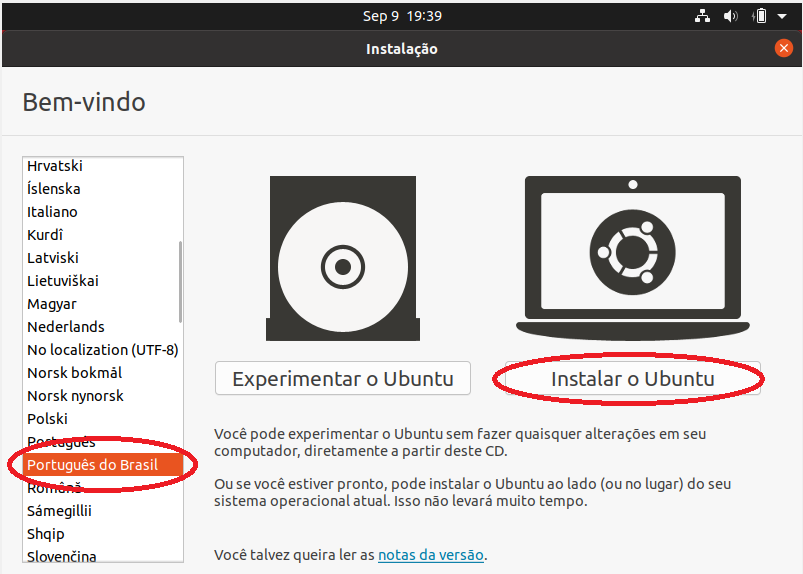 Sep 9 19:39
Instalação
Bem-vindo
Hrvatski
Íslenska
Italiano
Kurdî
Latviski
Lietuviškai
Magyar
Nederlands
No localization (UTF-8)
Norsk bokmål
Norsk nynorsk
Polski
Português
Português do Brasil
Română
Sámegillii
Shqip
Slovenčina
Experimentar o Ubuntu
Instalar o Ubuntu
Você pode experimentar o Ubuntu sem fazer quaisquer alterações em seu
computador, diretamente a partir deste CD.
Ou se você estiver pronto, pode instalar o Ubuntu ao lado (ou no lugar) do seu
sistema operacional atual. Isso não levará muito tempo.
Você talvez queira ler as notas da versão.